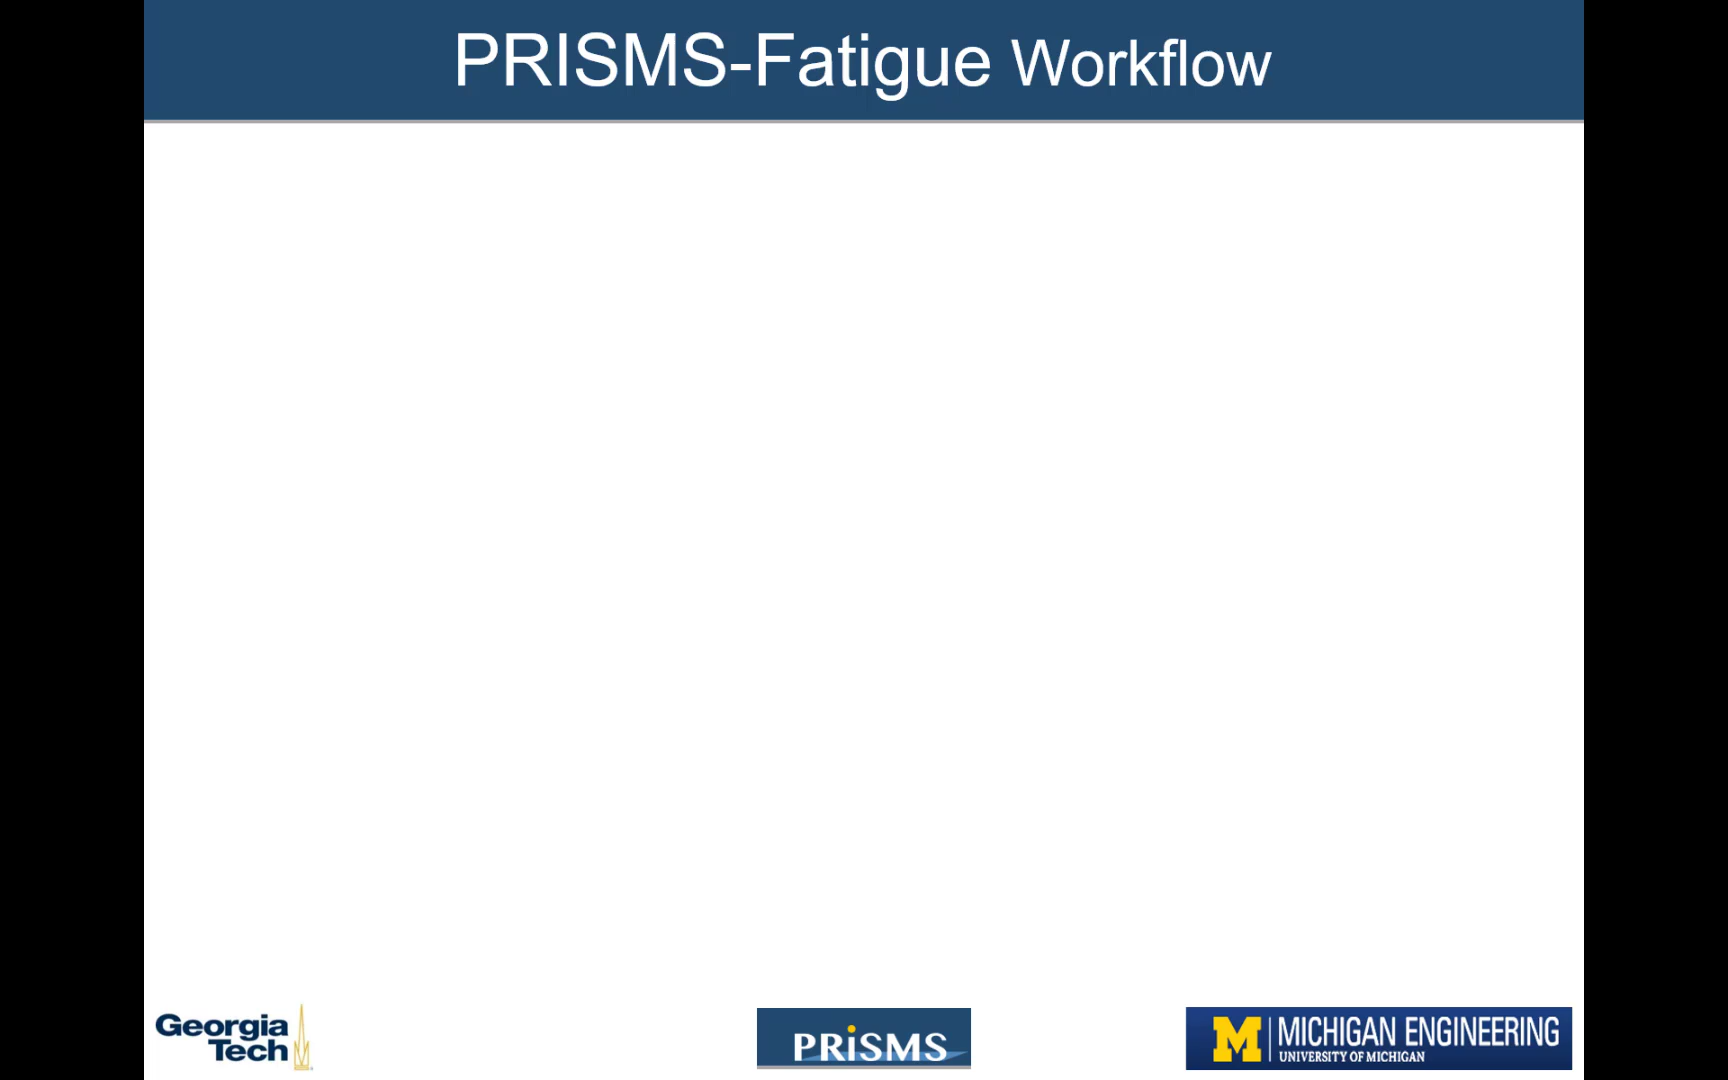 PRISMS-Fatigue Workflow
Georgia
Tech
PRiSMS
M
MICHIGAN ENGINEERING
UNIVERSITY OF MICHIGAN